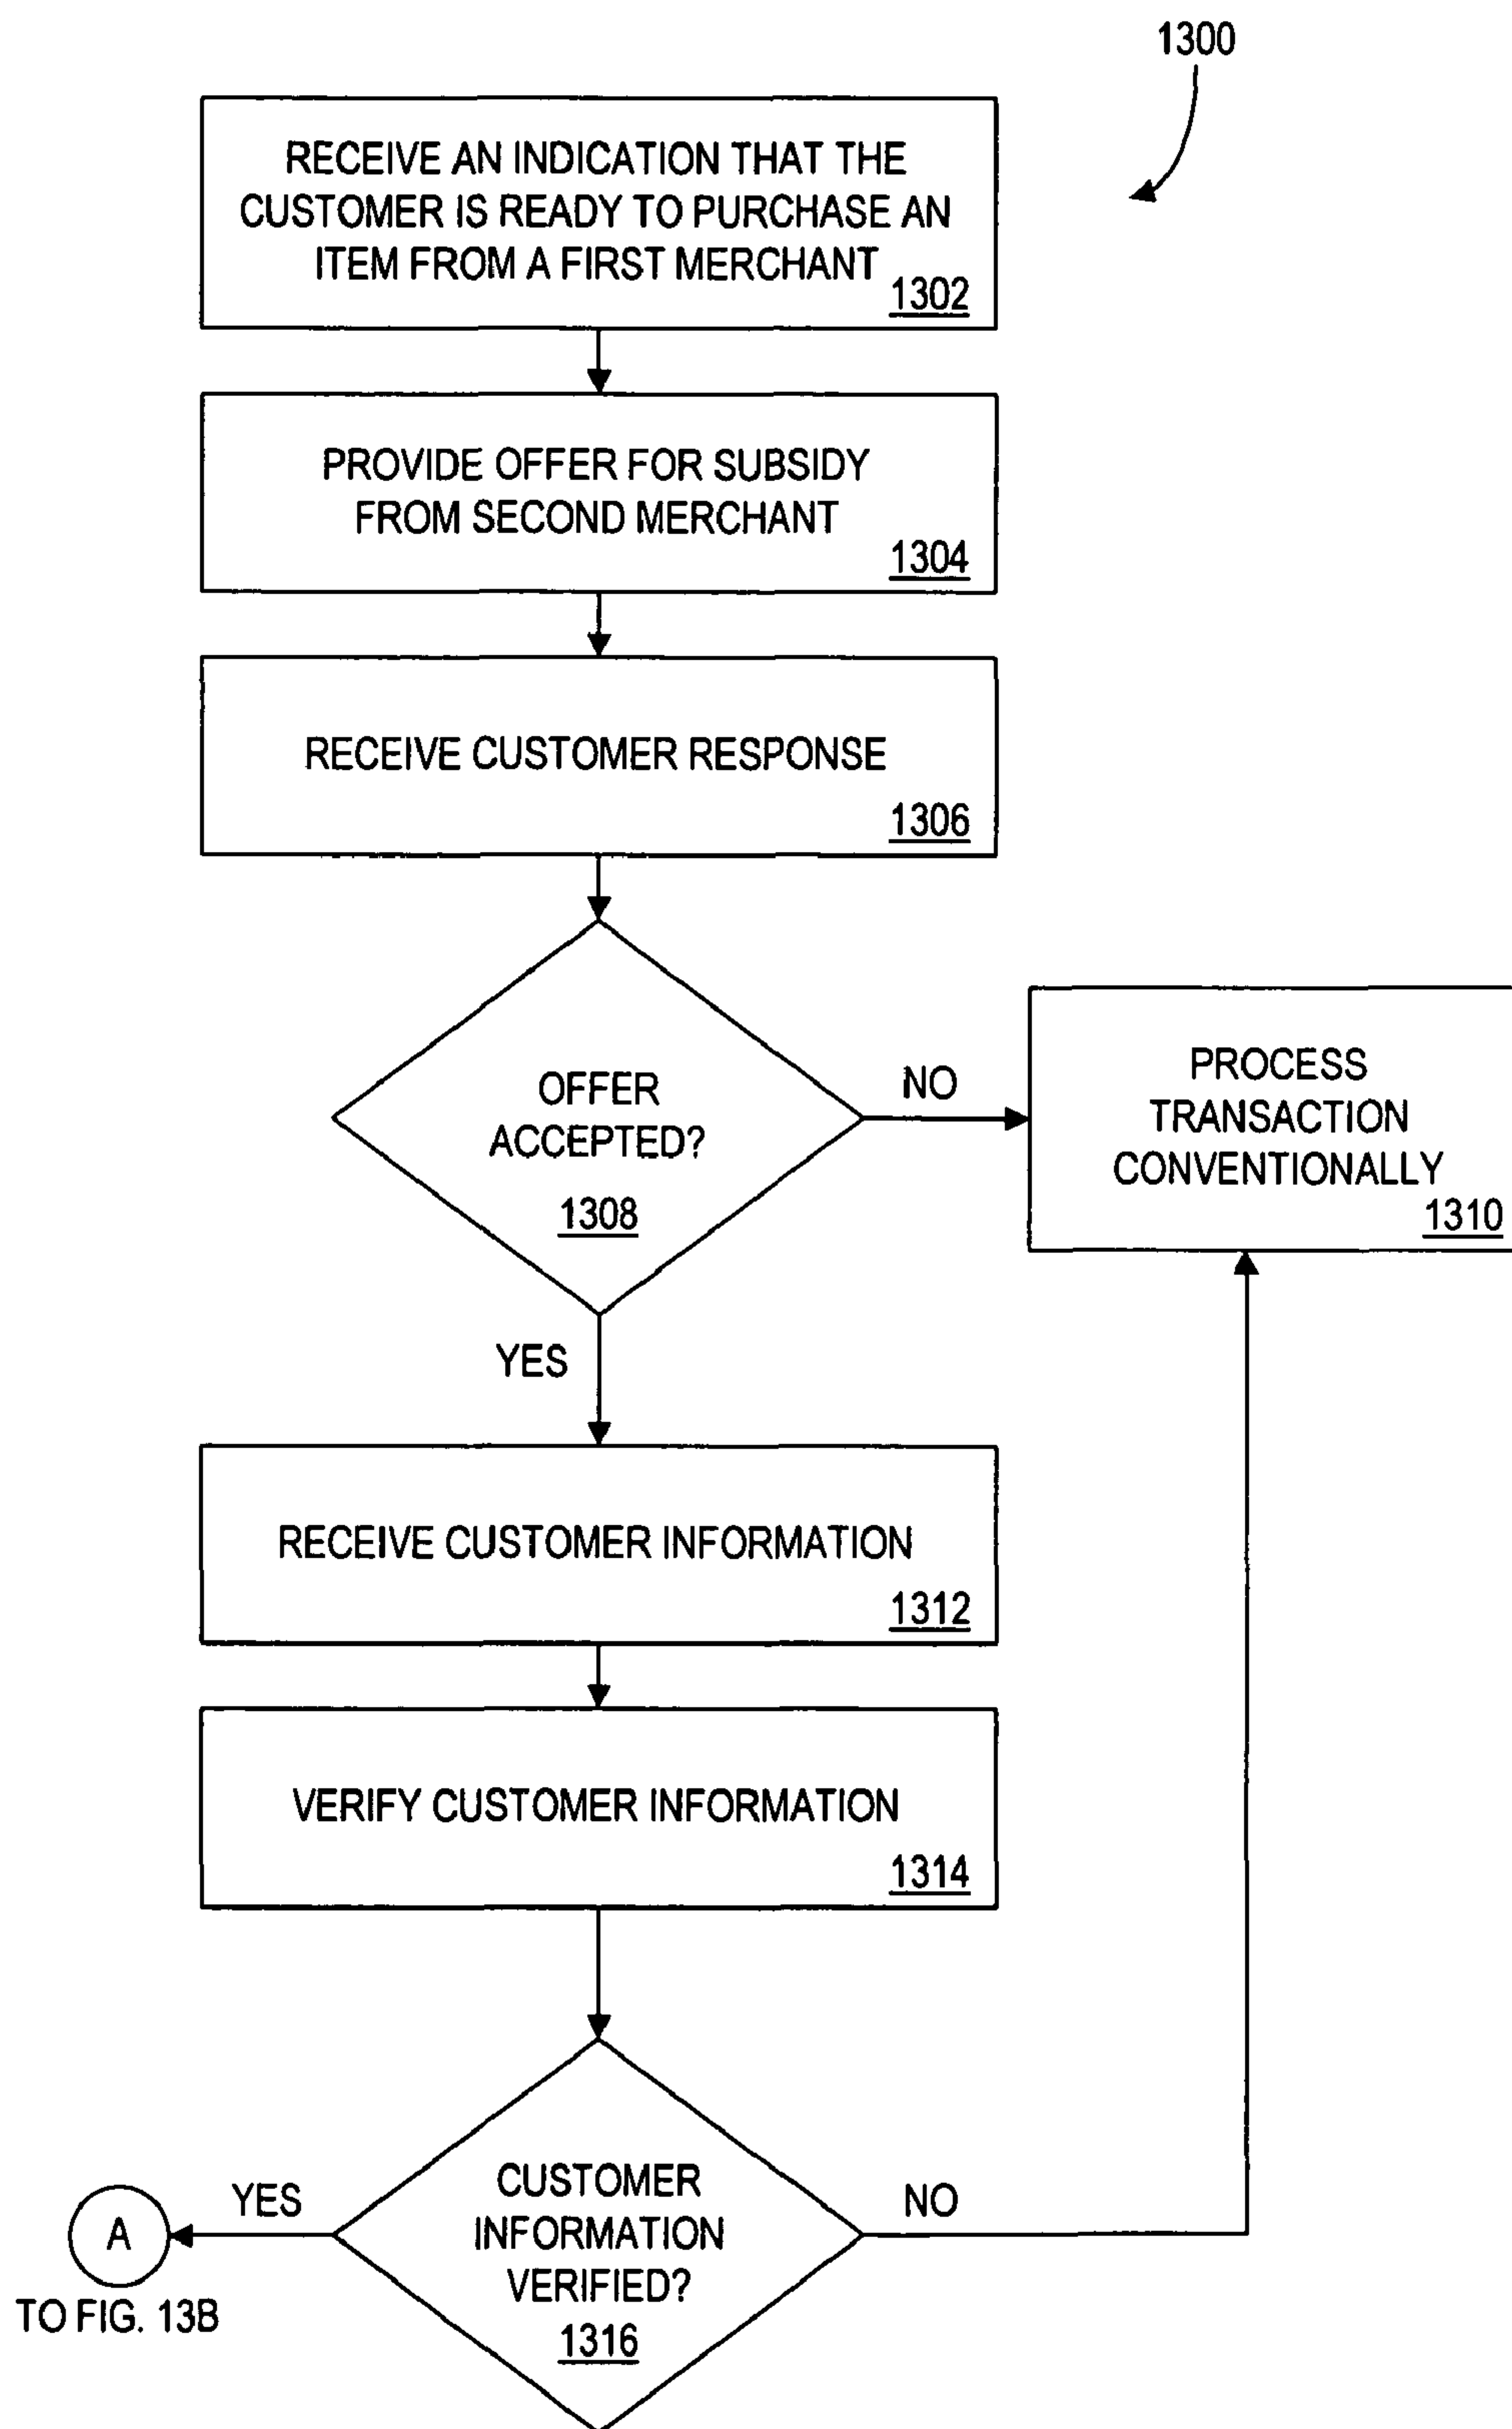 1300
RECEIVE AN INDICATION THAT THE
CUSTOMER IS READY TO PURCHASE AN
ITEM FROM A FIRST MERCHANT
1302
PROVIDE OFFER FOR SUBSIDY
FROM SECOND MERCHANT
1304
RECEIVE CUSTOMER RESPONSE
1306
OFFER
ACCEPTED?
1308
NO
PROCESS
TRANSACTION
CONVENTIONALLY
1310
YES
RECEIVE CUSTOMER INFORMATION
1312
VERIFY CUSTOMER INFORMATION
1314
CUSTOMER
INFORMATION
VERIFIED?
1316
NO
YES
A
TO FIG. 13B